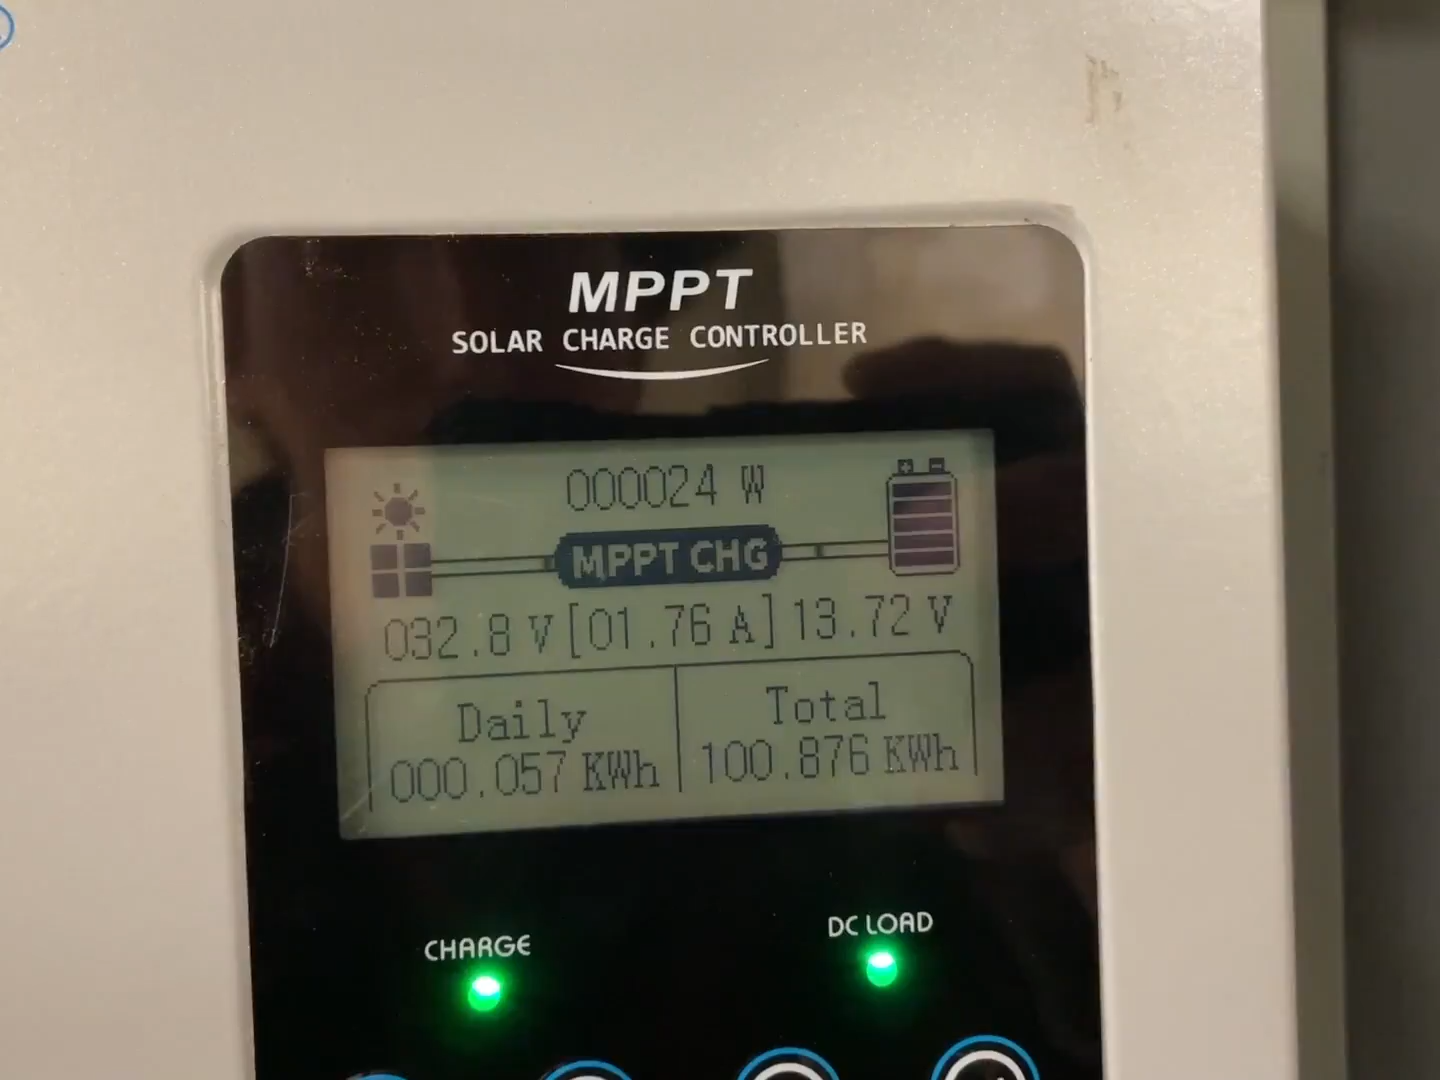 MPPT
SOLAR CHARGE CONTROLLER
000024 W
MPPT CHG
032.8 V [01.76 A] 13.72 V
Daily Total
000.057 KWh 100.876 KWh
CHARGE DC LOAD